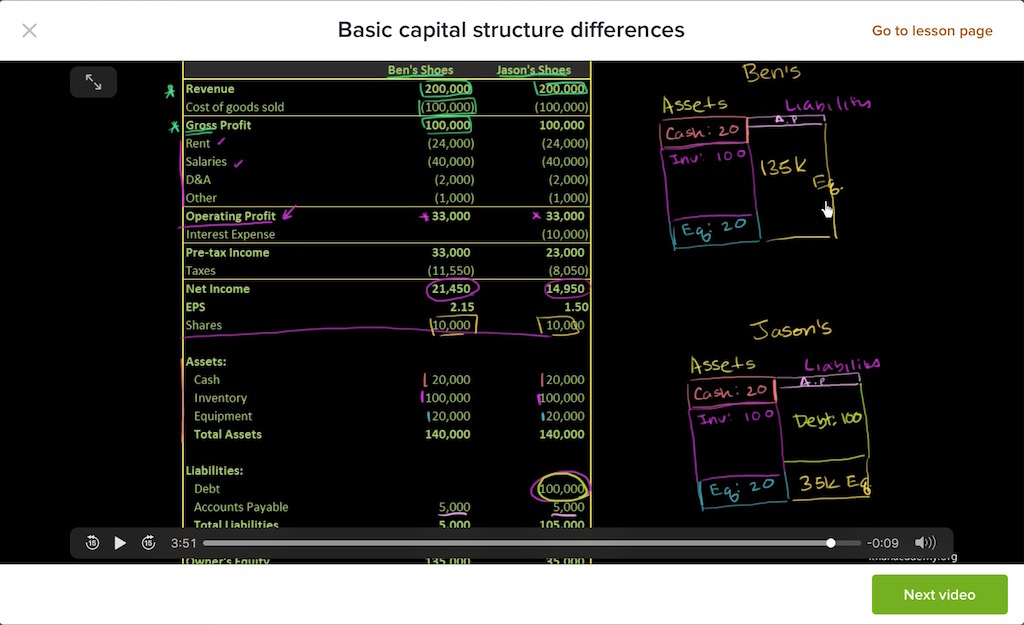 Basic capital structure differences
Go to lesson page
Ben's Shoes Jason's Shoes
Revenue 200,000 200,000
Cost of goods sold (100,000) (100,000)
Gross Profit 100,000 100,000
Rent (24,000) (24,000)
Salaries (40,000) (40,000)
D&A (2,000) (2,000)
Other (1,000) (1,000)
Operating Profit 33,000 33,000
Interest Expense (10,000)
Pre-tax Income 33,000 23,000
Taxes (11,550) (8,050)
Net Income 21,450 14,950
EPS 2.15 1.50
Shares 10,000 10,000
Assets:
Cash 20,000 20,000
Inventory 100,000 100,000
Equipment 20,000 20,000
Total Assets 140,000 140,000
Liabilities:
Debt 100,000
Accounts Payable 5,000 5,000
Total Liabilities 5,000 105,000
Owner's Equity 135,000 35,000
Ben's
Assets Liabilities
A.P
Cash: 20
Inv: 100
135k
Eq.
Eq: 20
Jason's
Assets Liabilities
A.P
Cash: 20
Inv: 100 Debt: 100
Eq: 20 35k Eq
15 15 3:51 -0:09
khanacademy.org
Next video